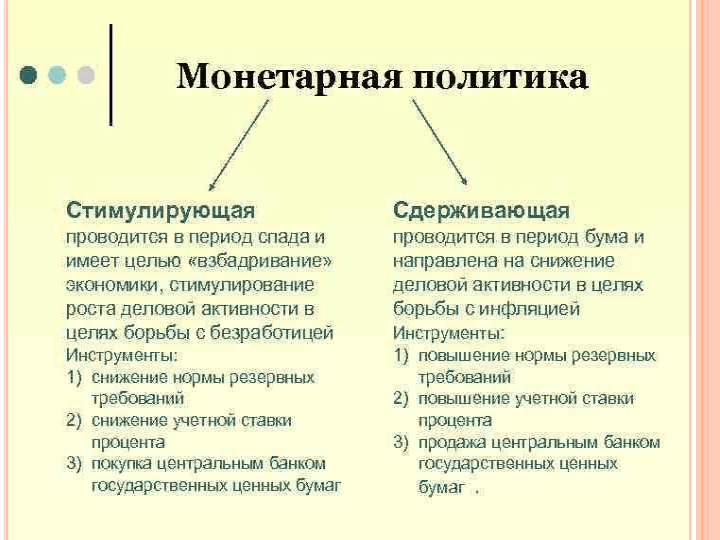 Монетарная политика
Стимулирующая
проводится в период спада и
имеет целью «взбадривание»
экономики, стимулирование
роста деловой активности в
целях борьбы с безработицей
Инструменты:
1) снижение нормы резервных
требований
2) снижение учетной ставки
процента
3) покупка центральным банком
государственных ценных бумаг
Сдерживающая
проводится в период бума и
направлена на снижение
деловой активности в целях
борьбы с инфляцией
Инструменты:
1) повышение нормы резервных
требований
2) повышение учетной ставки
процента
3) продажа центральным банком
государственных ценных
бумаг .